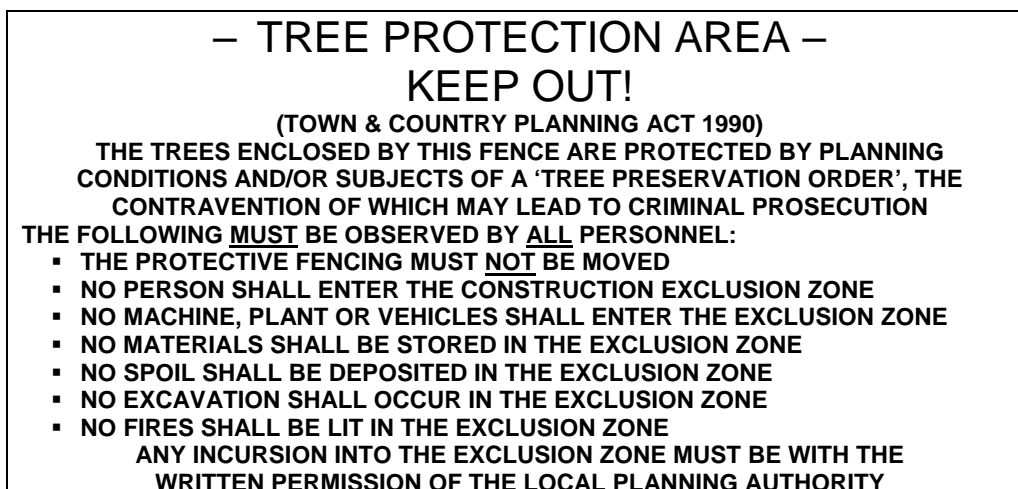 – TREE PROTECTION AREA –
KEEP OUT!
(TOWN & COUNTRY PLANNING ACT 1990)
THE TREES ENCLOSED BY THIS FENCE ARE PROTECTED BY PLANNING
CONDITIONS AND/OR SUBJECTS OF A ‘TREE PRESERVATION ORDER’, THE
CONTRAVENTION OF WHICH MAY LEAD TO CRIMINAL PROSECUTION
THE FOLLOWING MUST BE OBSERVED BY ALL PERSONNEL:
▪ THE PROTECTIVE FENCING MUST NOT BE MOVED
▪ NO PERSON SHALL ENTER THE CONSTRUCTION EXCLUSION ZONE
▪ NO MACHINE, PLANT OR VEHICLES SHALL ENTER THE EXCLUSION ZONE
▪ NO MATERIALS SHALL BE STORED IN THE EXCLUSION ZONE
▪ NO SPOIL SHALL BE DEPOSITED IN THE EXCLUSION ZONE
▪ NO EXCAVATION SHALL OCCUR IN THE EXCLUSION ZONE
▪ NO FIRES SHALL BE LIT IN THE EXCLUSION ZONE
ANY INCURSION INTO THE EXCLUSION ZONE MUST BE WITH THE
WRITTEN PERMISSION OF THE LOCAL PLANNING AUTHORITY